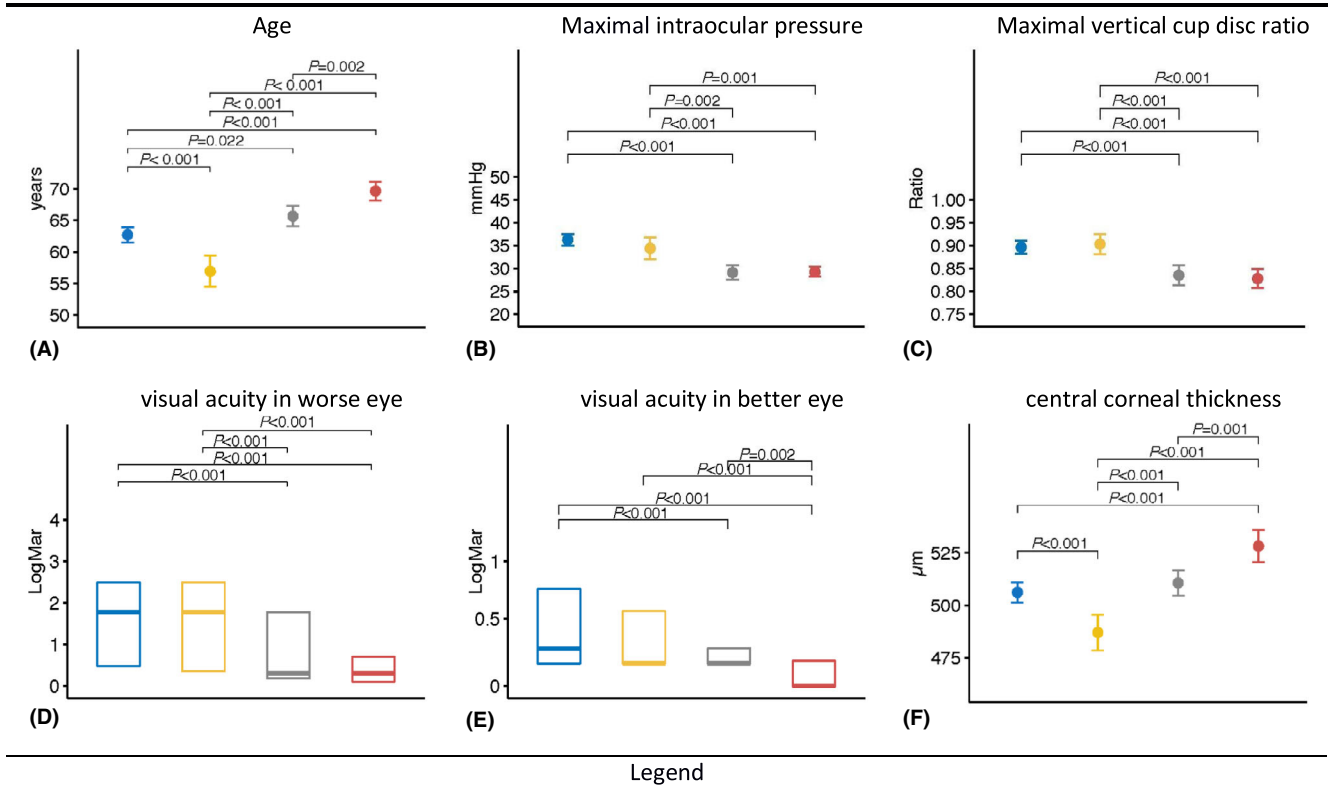 Age
P=0.002
P< 0.001
P< 0.001
P<0.001
P=0.022
P< 0.001
years
70
65
60
55
50
(A)
Maximal intraocular pressure
P=0.001
P=0.002
P<0.001
P<0.001
mmHg
50
45
40
35
30
25
20
(B)
Maximal vertical cup disc ratio
P<0.001
P<0.001
P<0.001
P<0.001
Ratio
1.00
0.95
0.90
0.85
0.80
0.75
(C)
visual acuity in worse eye
P<0.001
P<0.001
P<0.001
P<0.001
LogMar
4
3
2
1
0
(D)
visual acuity in better eye
P=0.002
P<0.001
P<0.001
P<0.001
LogMar
1
0.5
0
(E)
central corneal thickness
P=0.001
P<0.001
P<0.001
P<0.001
P<0.001
µm
525
500
475
(F)
Legend